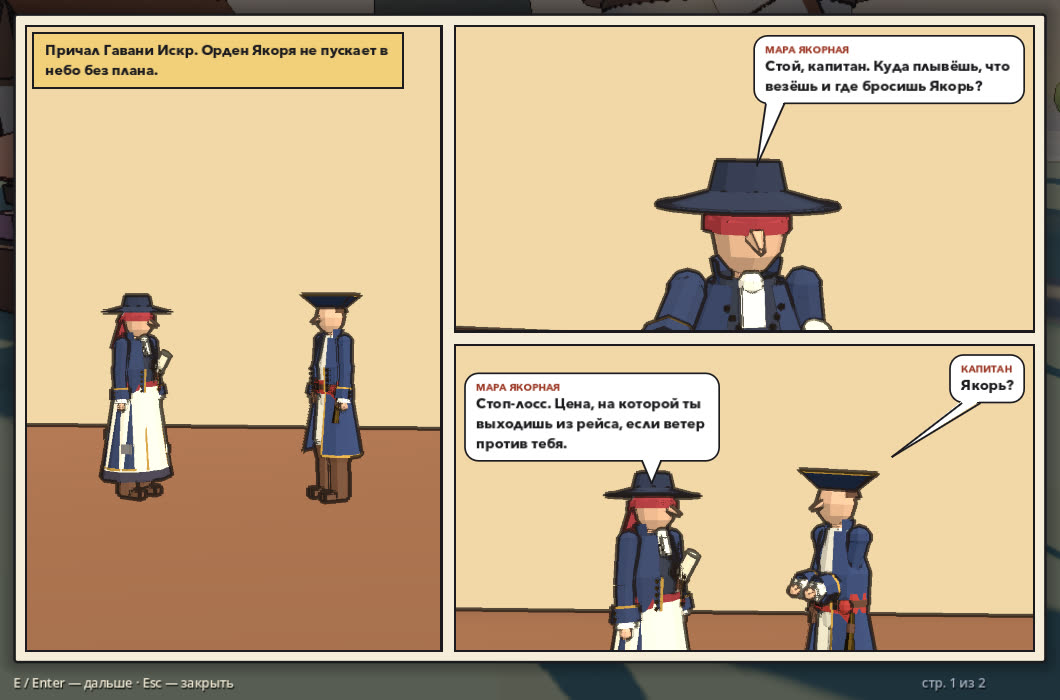 Причал Гавани Искр. Орден Якоря не пускает в
небо без плана.
МАРА ЯКОРНАЯ
Стой, капитан. Куда плывёшь, что
везёшь и где бросишь Якорь?
МАРА ЯКОРНАЯ
Стоп-лосс. Цена, на которой ты
выходишь из рейса, если ветер
против тебя.
КАПИТАН
Якорь?
E / Enter — дальше · Esc — закрыть
стр. 1 из 2